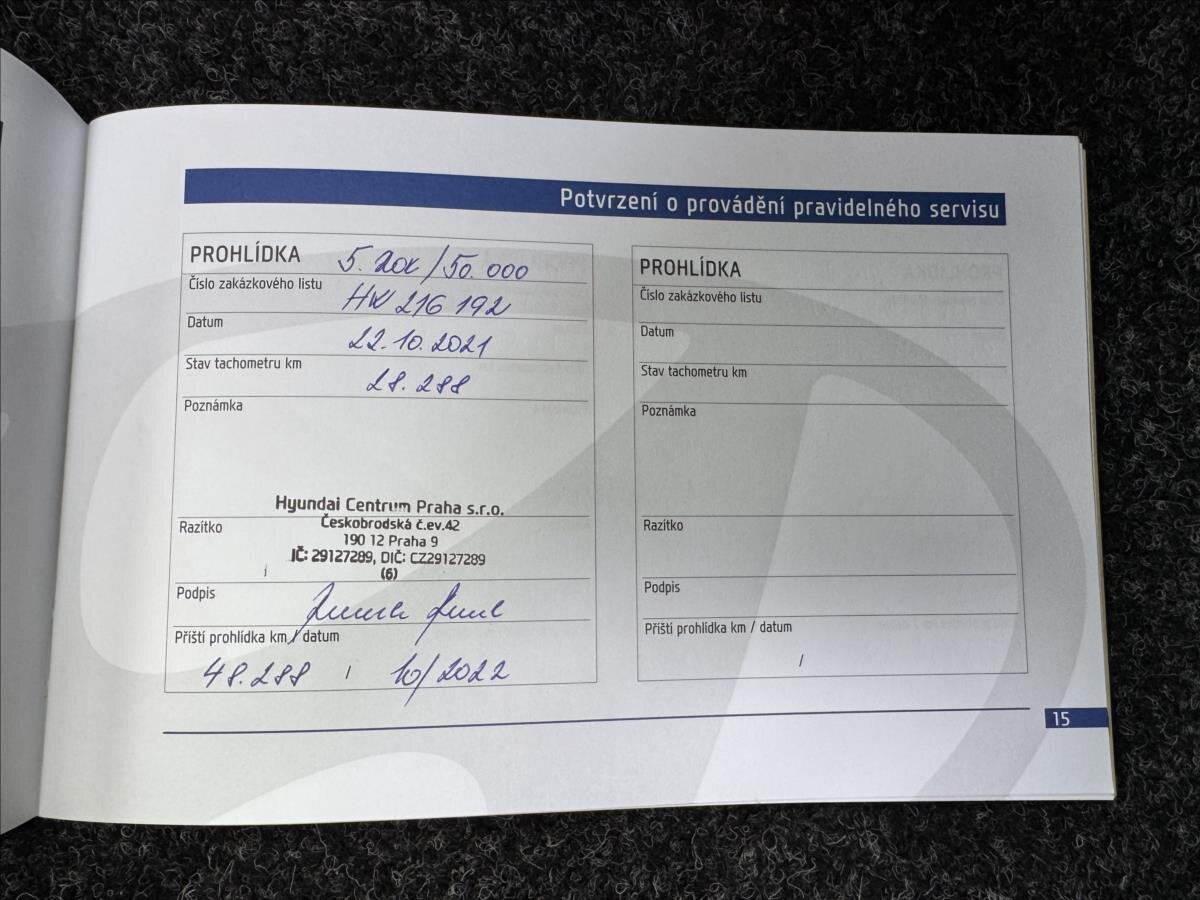 Potvrzení o provádění pravidelného servisu
PROHLÍDKA 5. rok/50.000
Číslo zakázkového listu HK 216 192
Datum 22.10.2021
Stav tachometru km 28.288
Poznámka
Hyundai Centrum Praha s.r.o.
Razítko Českobrodská č.ev.42
190 12 Praha 9
IČ: 29127289, DIČ: CZ29127289
(6)
Podpis
Příští prohlídka km / datum
48.288 / 10/2022
PROHLÍDKA
Číslo zakázkového listu
Datum
Stav tachometru km
Poznámka
Razítko
Podpis
Příští prohlídka km / datum
/
15